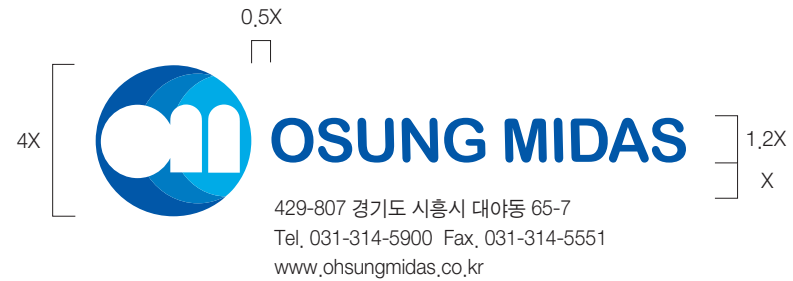 0.5X
4X
om OSUNG MIDAS
1.2X
X
429-807 경기도 시흥시 대야동 65-7
Tel. 031-314-5900 Fax. 031-314-5551
www.ohsungmidas.co.kr